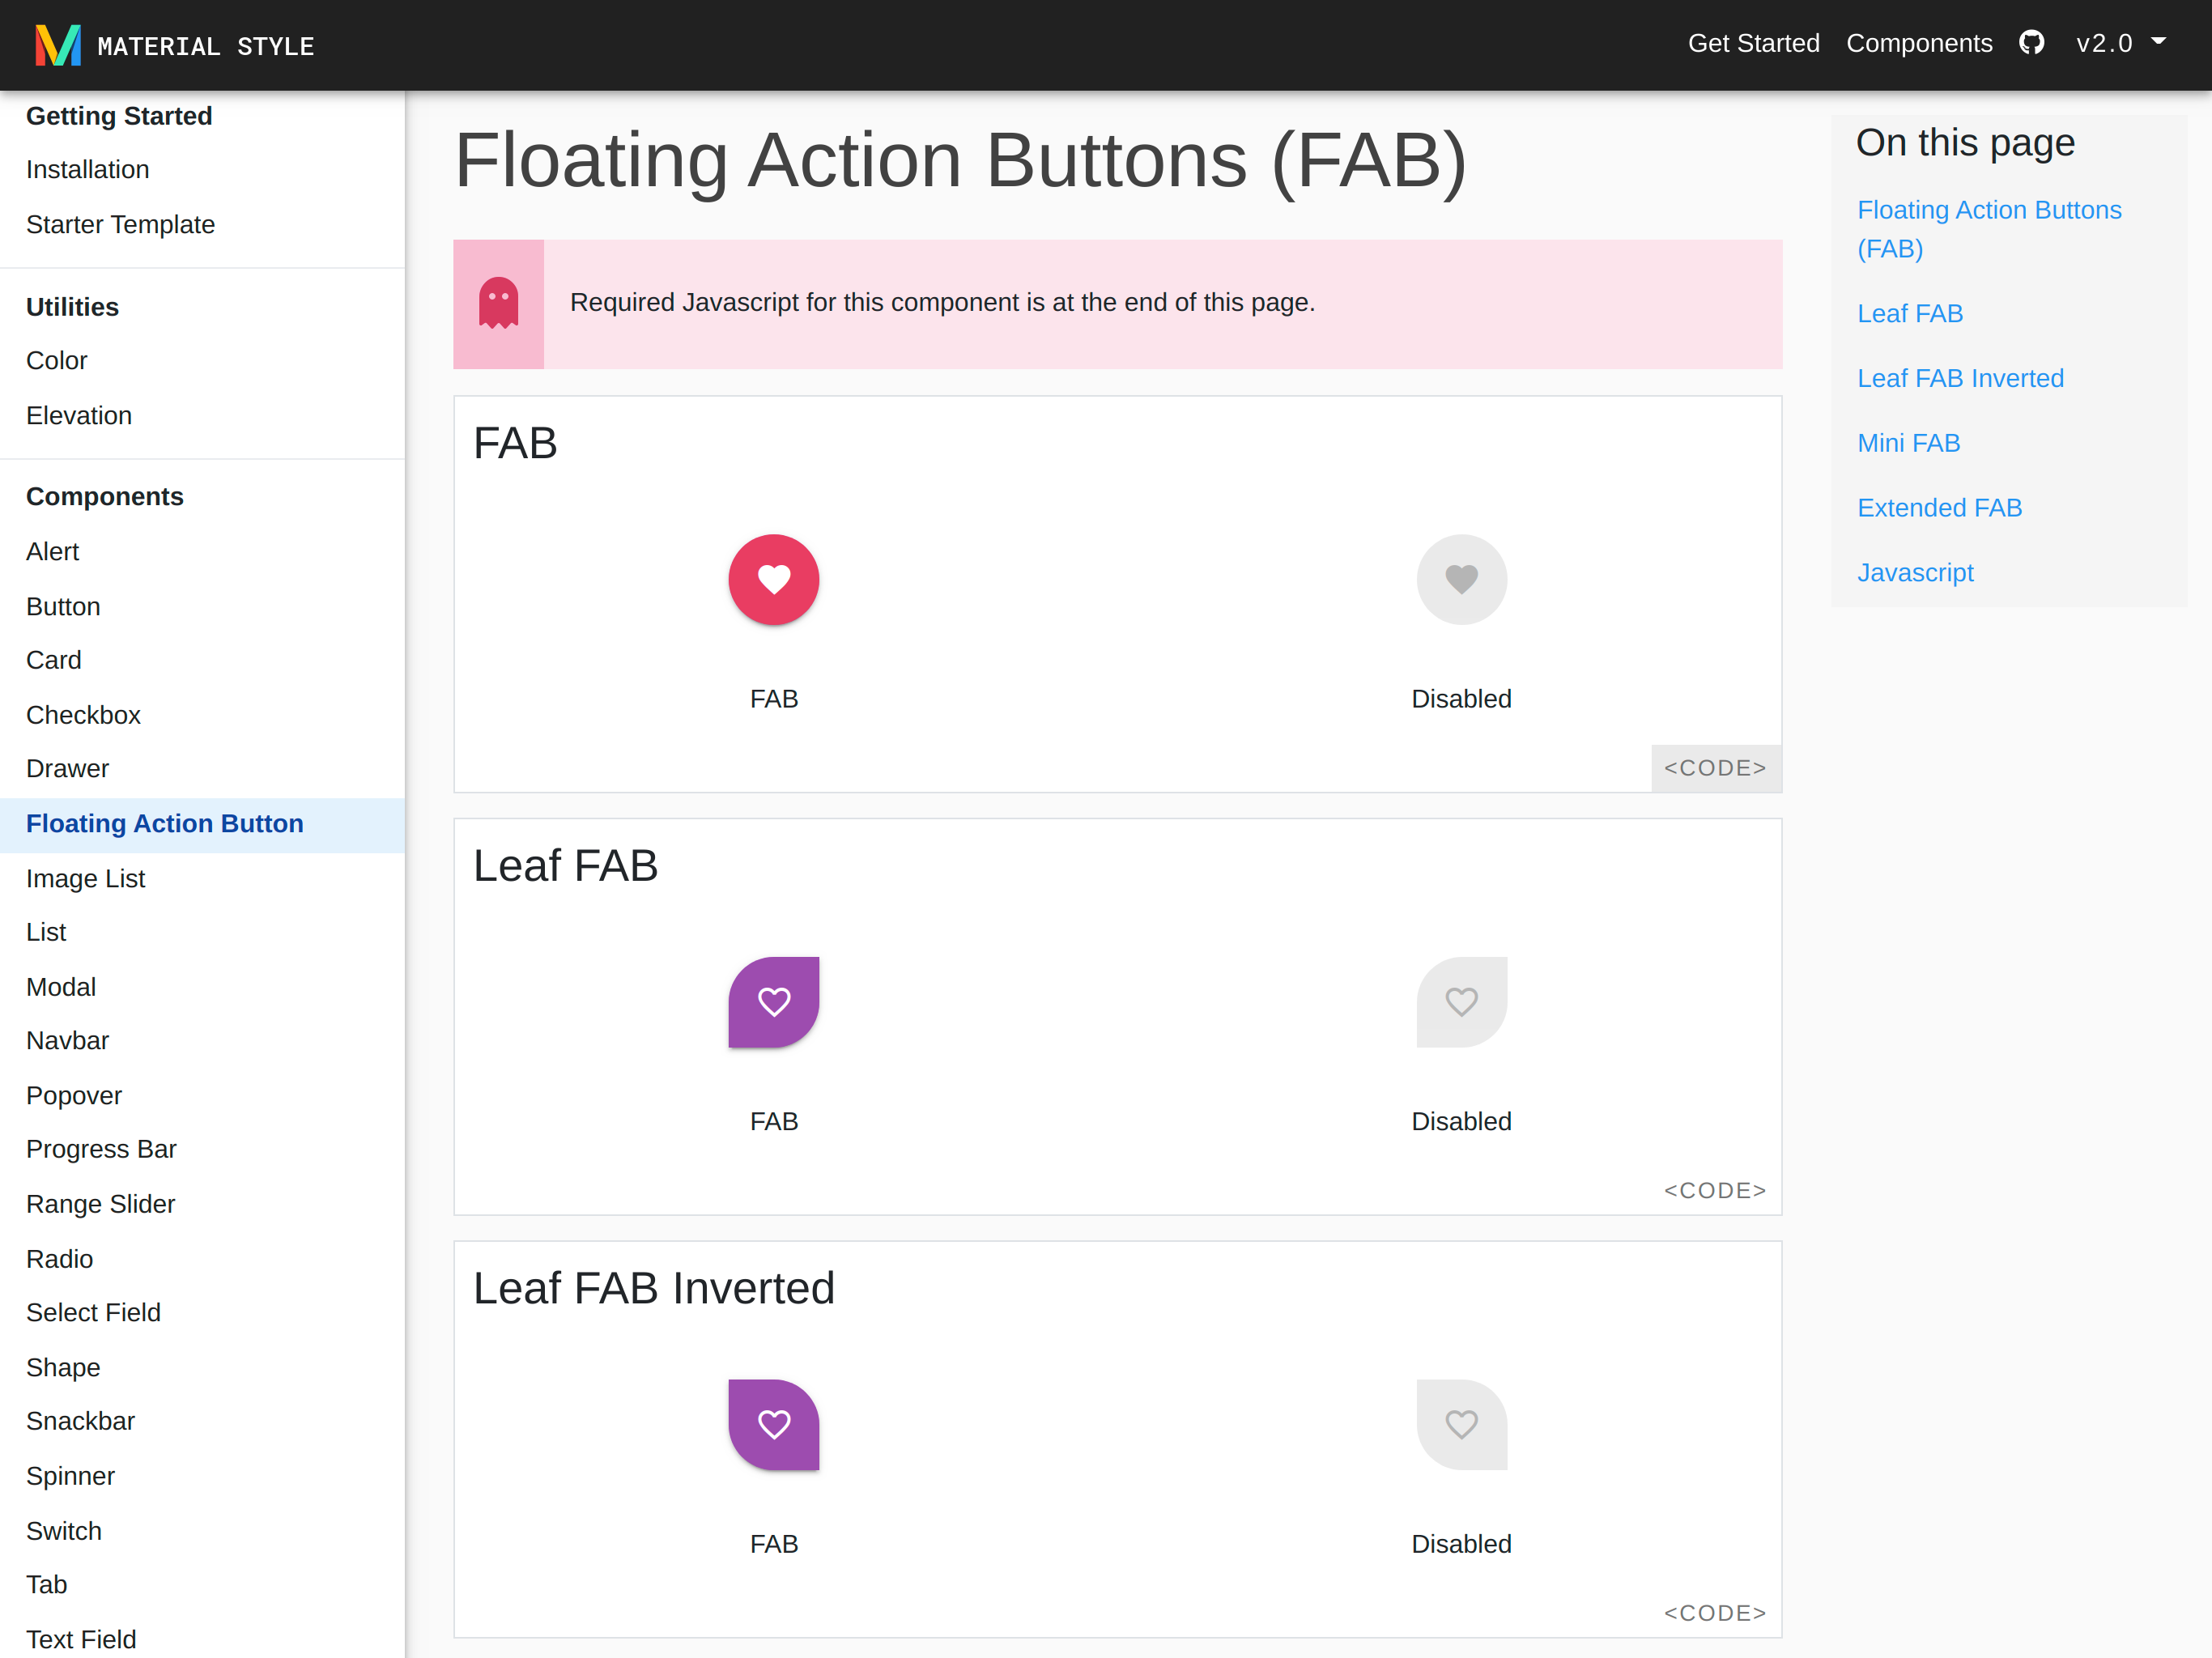 MATERIAL STYLE
Get Started
Components
v2.0
Getting Started
Installation
Starter Template
Utilities
Color
Elevation
Components
Alert
Button
Card
Checkbox
Drawer
Floating Action Button
Image List
List
Modal
Navbar
Popover
Progress Bar
Range Slider
Radio
Select Field
Shape
Snackbar
Spinner
Switch
Tab
Text Field
Floating Action Buttons (FAB)
Required Javascript for this component is at the end of this page.
FAB
FAB
Disabled
<CODE>
Leaf FAB
FAB
Disabled
<CODE>
Leaf FAB Inverted
FAB
Disabled
<CODE>
On this page
Floating Action Buttons
(FAB)
Leaf FAB
Leaf FAB Inverted
Mini FAB
Extended FAB
Javascript